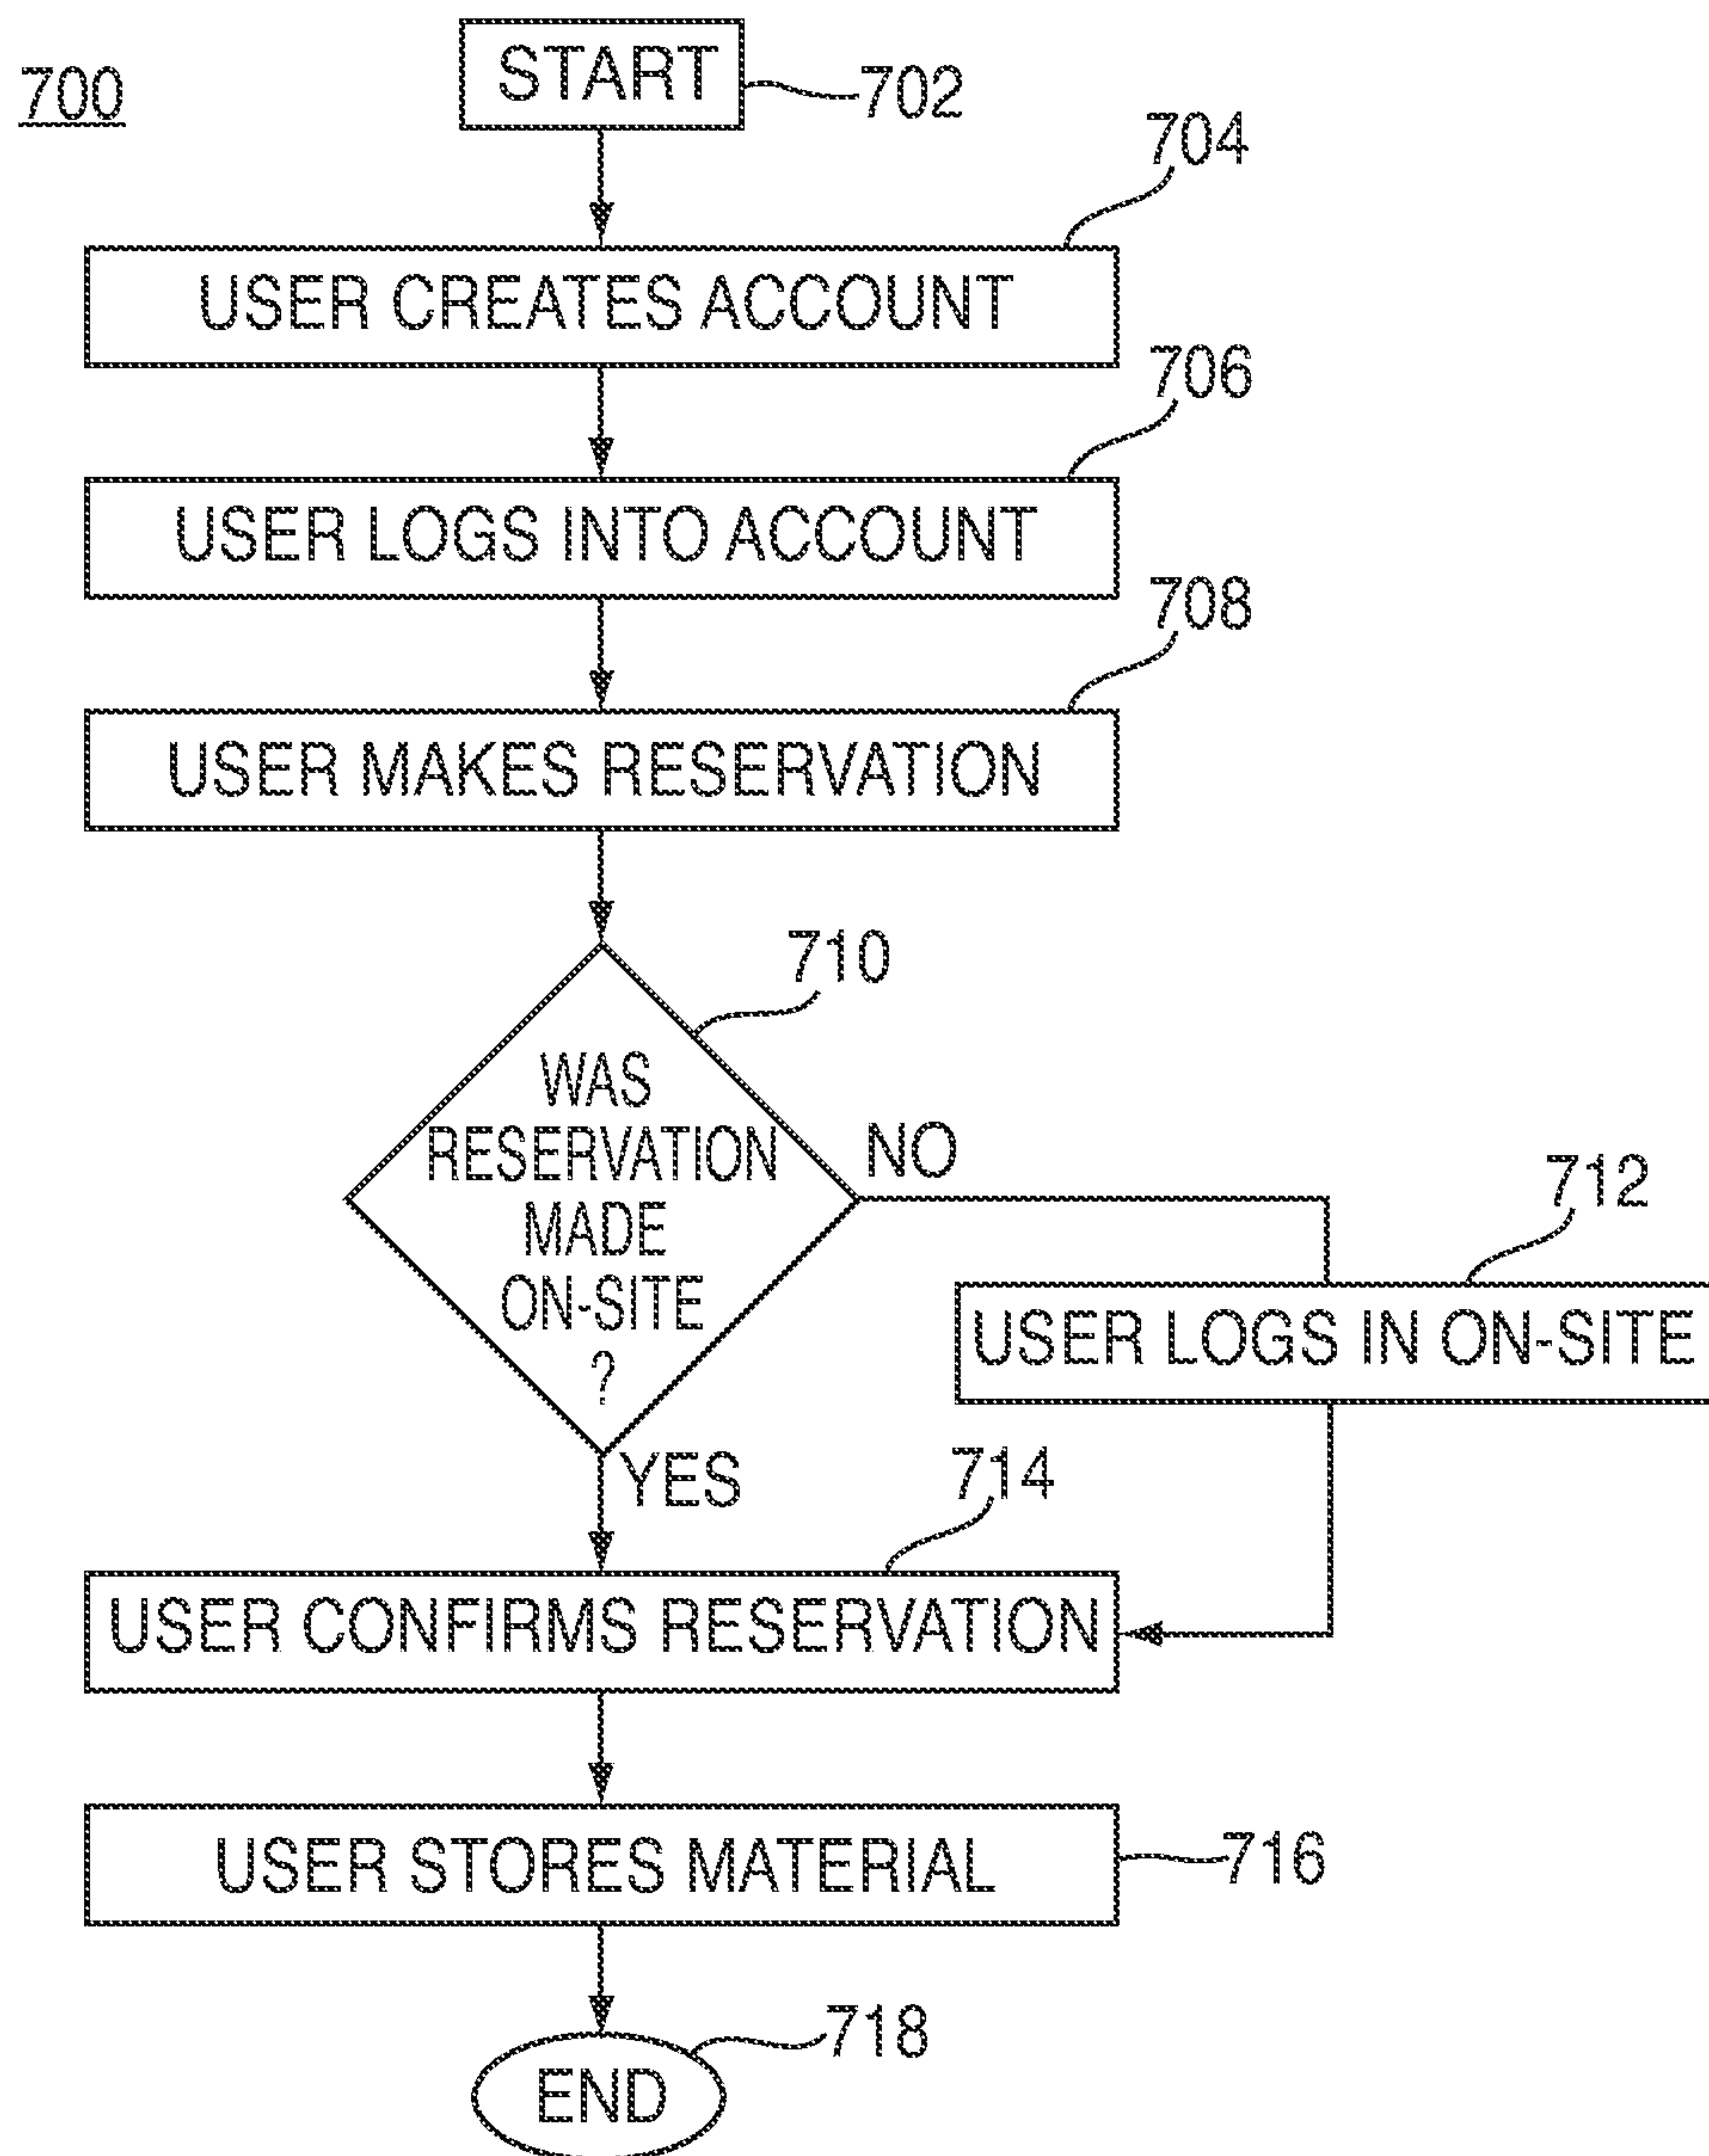 700
START
702
704
USER CREATES ACCOUNT
706
USER LOGS INTO ACCOUNT
708
USER MAKES RESERVATION
710
WAS
RESERVATION
MADE
ON-SITE
?
NO
712
USER LOGS IN ON-SITE
YES
714
USER CONFIRMS RESERVATION
USER STORES MATERIAL
716
718
END